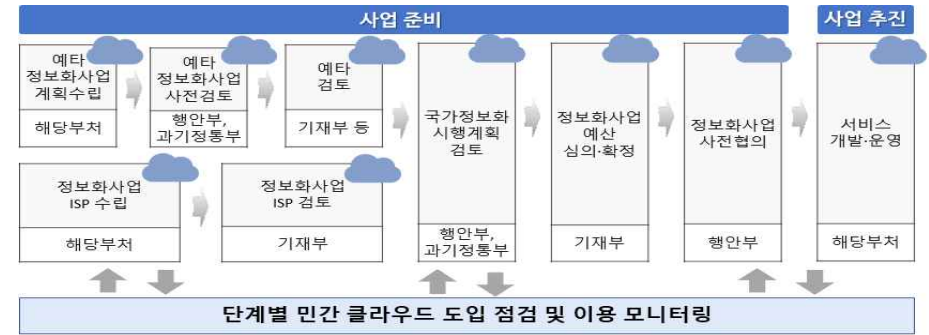 사업 준비
사업 추진
예타
정보화사업
계획수립
해당부처
예타
정보화사업
사전검토
행안부,
과기정통부
예타
검토
기재부 등
정보화사업
ISP 수립
해당부처
정보화사업
ISP 검토
기재부
국가정보화
시행계획
검토
행안부,
과기정통부
정보화사업
예산
심의·확정
기재부
정보화사업
사전협의
행안부
서비스
개발·운영
해당부처
단계별 민간 클라우드 도입 점검 및 이용 모니터링